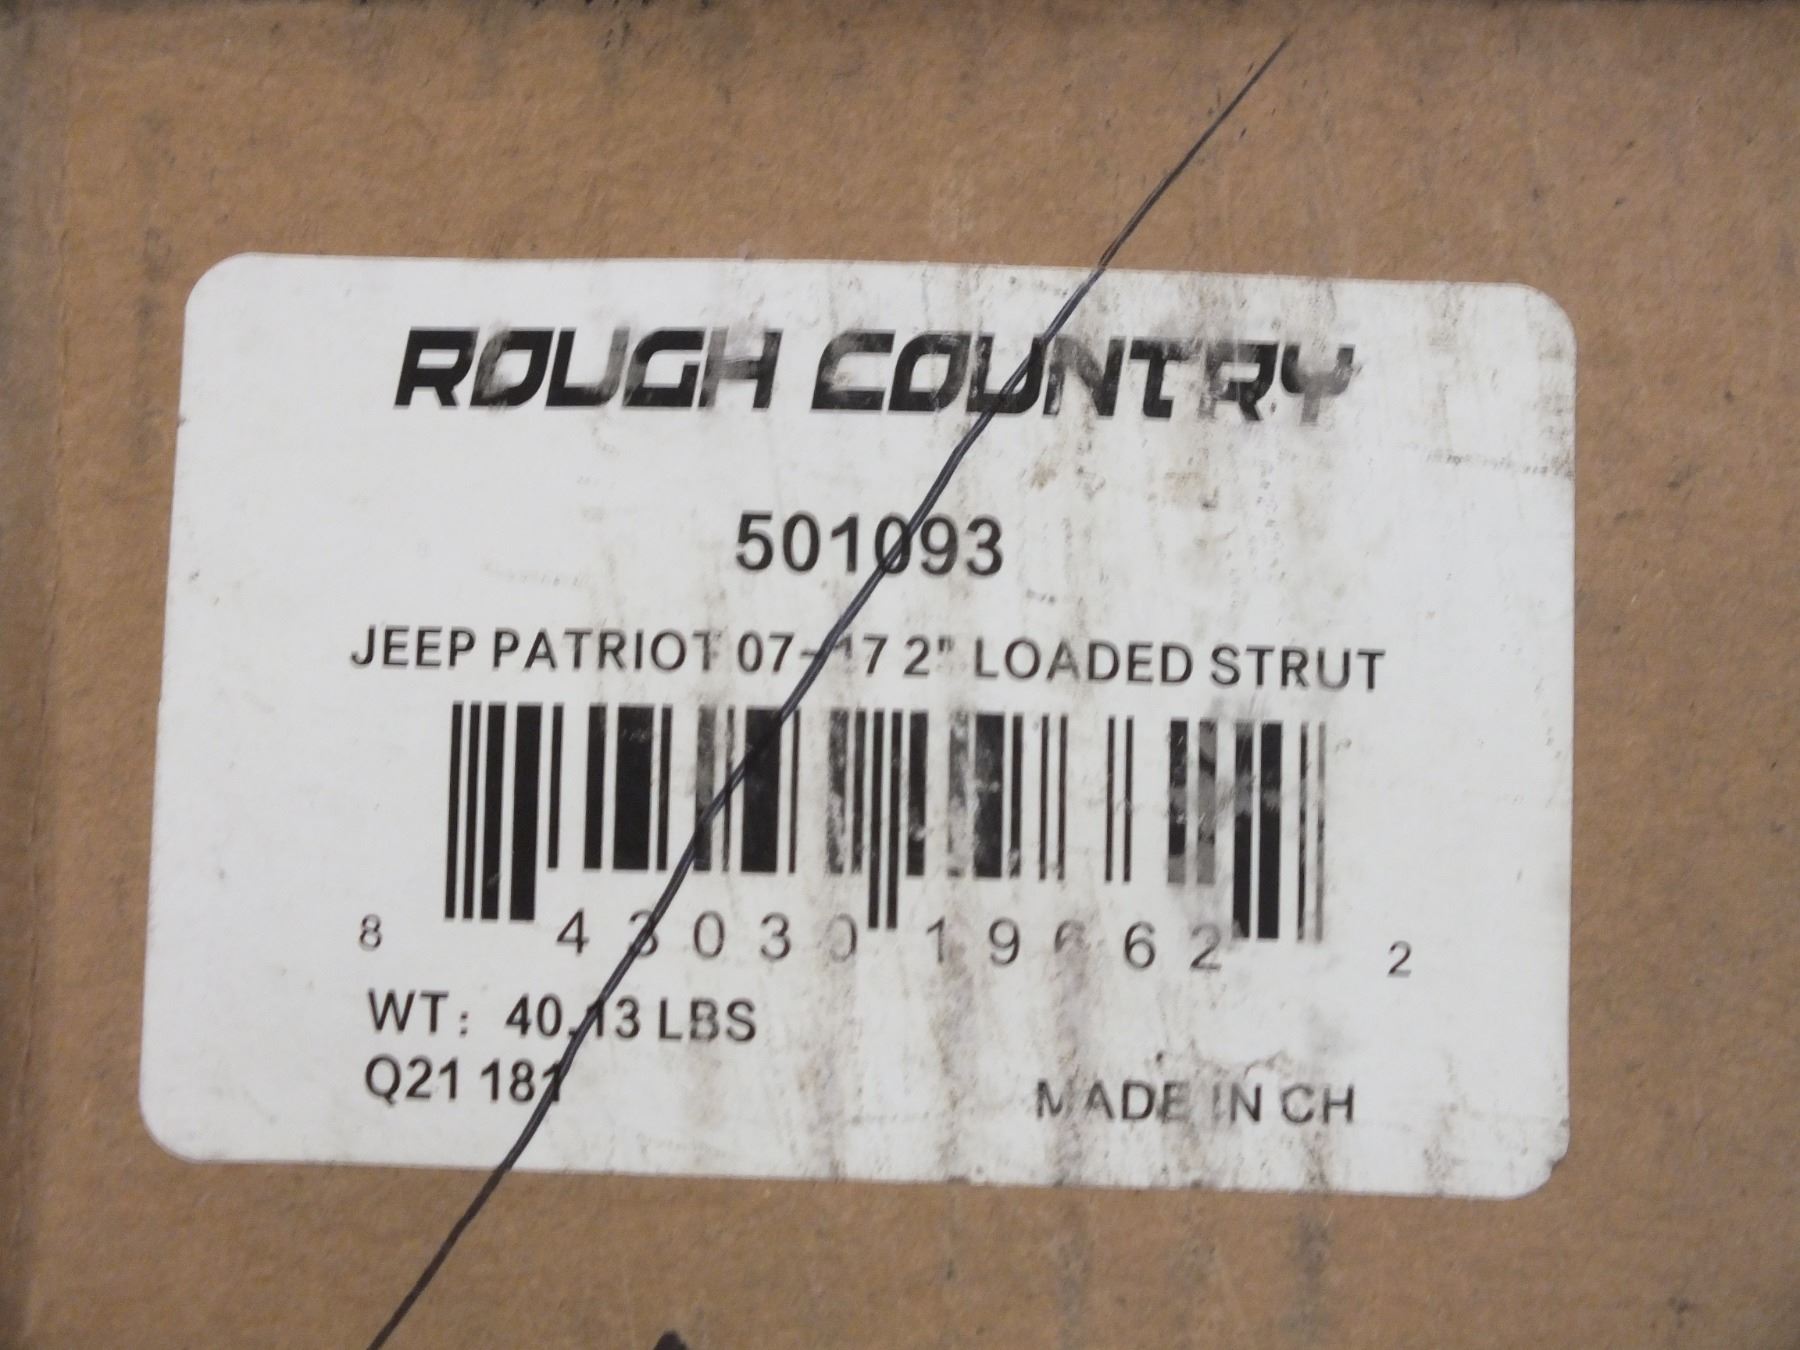 ROUGH COUNTRY
501093
JEEP PATRIOT 07-17 2" LOADED STRUT
8 43030 19662 2
WT: 40.13 LBS
Q21 181
MADE IN CH